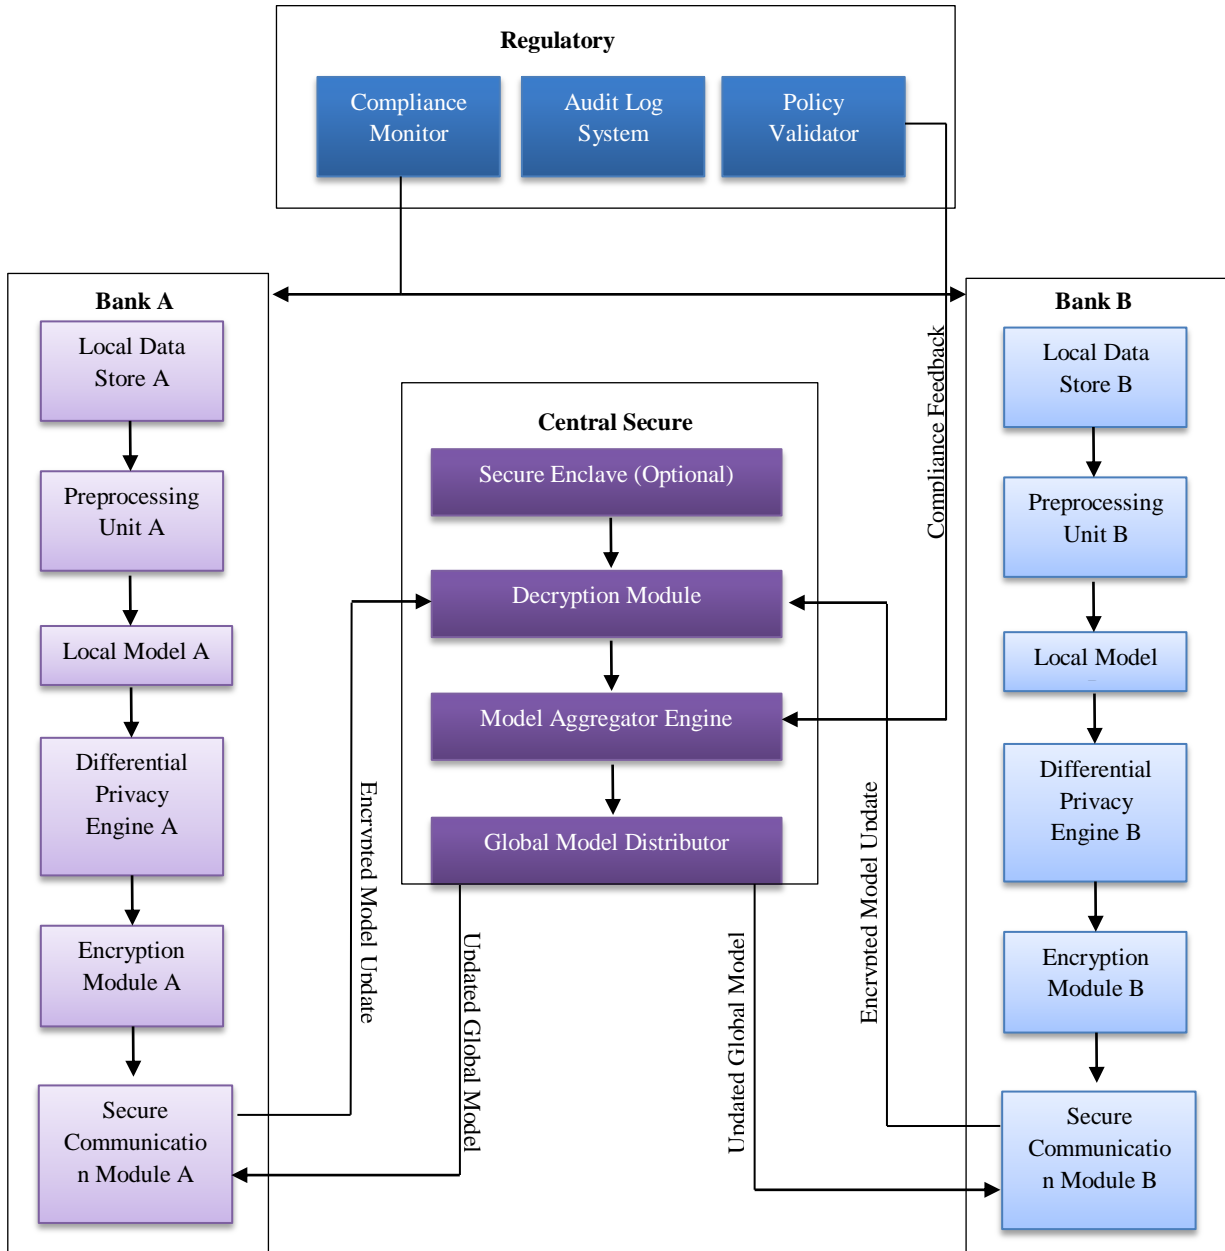 Regulatory
Compliance
Monitor
Audit Log
System
Policy
Validator
Bank A
Local Data
Store A
Preprocessing
Unit A
Local Model A
Differential
Privacy
Engine A
Encryption
Module A
Secure
Communicatio
n Module A
Central Secure
Secure Enclave (Optional)
Decryption Module
Model Aggregator Engine
Global Model Distributor
Encrypted Model Update
Updated Global Model
Updated Global Model
Encrypted Model Update
Compliance Feedback
Bank B
Local Data
Store B
Preprocessing
Unit B
Local Model
Differential
Privacy
Engine B
Encryption
Module B
Secure
Communicatio
n Module B